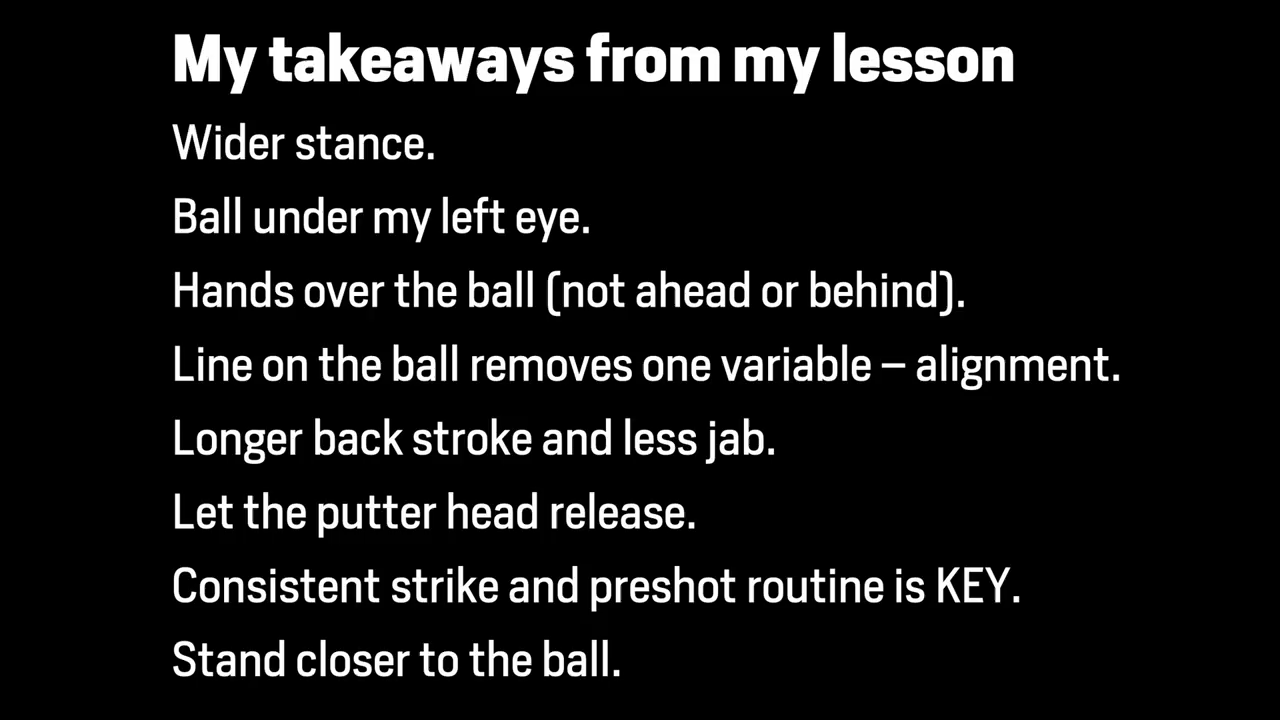 My takeaways from my lesson
Wider stance.
Ball under my left eye.
Hands over the ball (not ahead or behind).
Line on the ball removes one variable – alignment.
Longer back stroke and less jab.
Let the putter head release.
Consistent strike and preshot routine is KEY.
Stand closer to the ball.